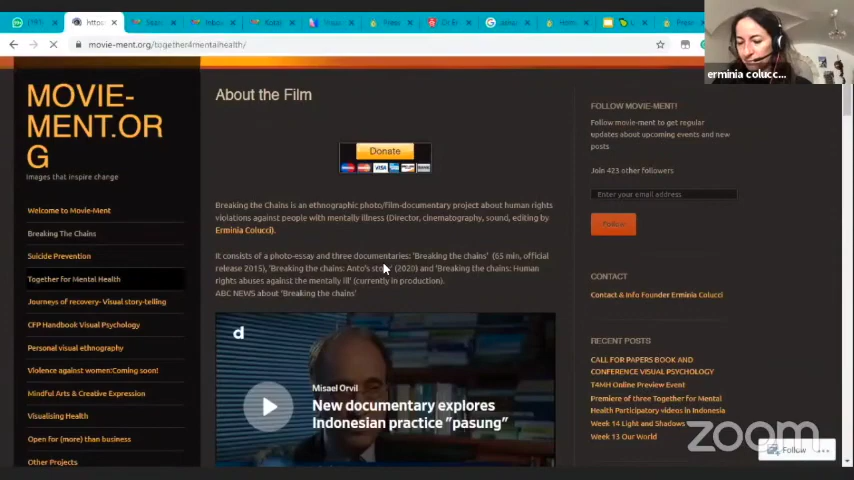 movie-ment.org/together4mentalhealth/
erminia colucc...
MOVIE-
MENT.OR
G
Images that inspire change
Welcome to Movie-Ment
Breaking The Chains
Suicide Prevention
Together for Mental Health
Journeys of recovery- Visual story-telling
CFP Handbook Visual Psychology
Personal visual ethnography
Violence against women:Coming soon!
Mindful Arts & Creative Expression
Visualising Health
Open for (more) than business
Other Projects
About the Film
Donate
VISA
Breaking the Chains is an ethnographic photo/film-documentary project about human rights
violations against people with mentally illness (Director, cinematography, sound, editing by
Erminia Colucci).
It consists of a photo-essay and three documentaries: 'Breaking the chains' (65 min, official
release 2015), 'Breaking the chains: Anto's story' (2020) and 'Breaking the chains: Human
rights abuses against the mentally ill' (currently in production).
ABC NEWS about 'Breaking the chains'
d
Misael Orvil
New documentary explores
Indonesian practice "pasung"
FOLLOW MOVIE-MENT!
Follow movie-ment to get regular
updates about upcoming events and new
posts
Join 423 other followers
Enter your email address
Follow
CONTACT
Contact & Info Founder Erminia Colucci
RECENT POSTS
CALL FOR PAPERS BOOK AND
CONFERENCE VISUAL PSYCHOLOGY
T4MH Online Preview Event
Premiere of three Together for Mental
Health Participatory videos in Indonesia
Week 14 Light and Shadows
Week 13 Our World
zoom
Follow ...